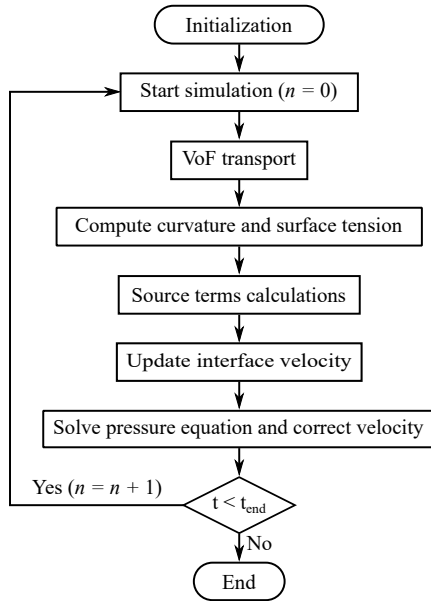 Initialization
Start simulation (n = 0)
VoF transport
Compute curvature and surface tension
Source terms calculations
Update interface velocity
Solve pressure equation and correct velocity
Yes (n = n + 1)
t < t_end
No
End